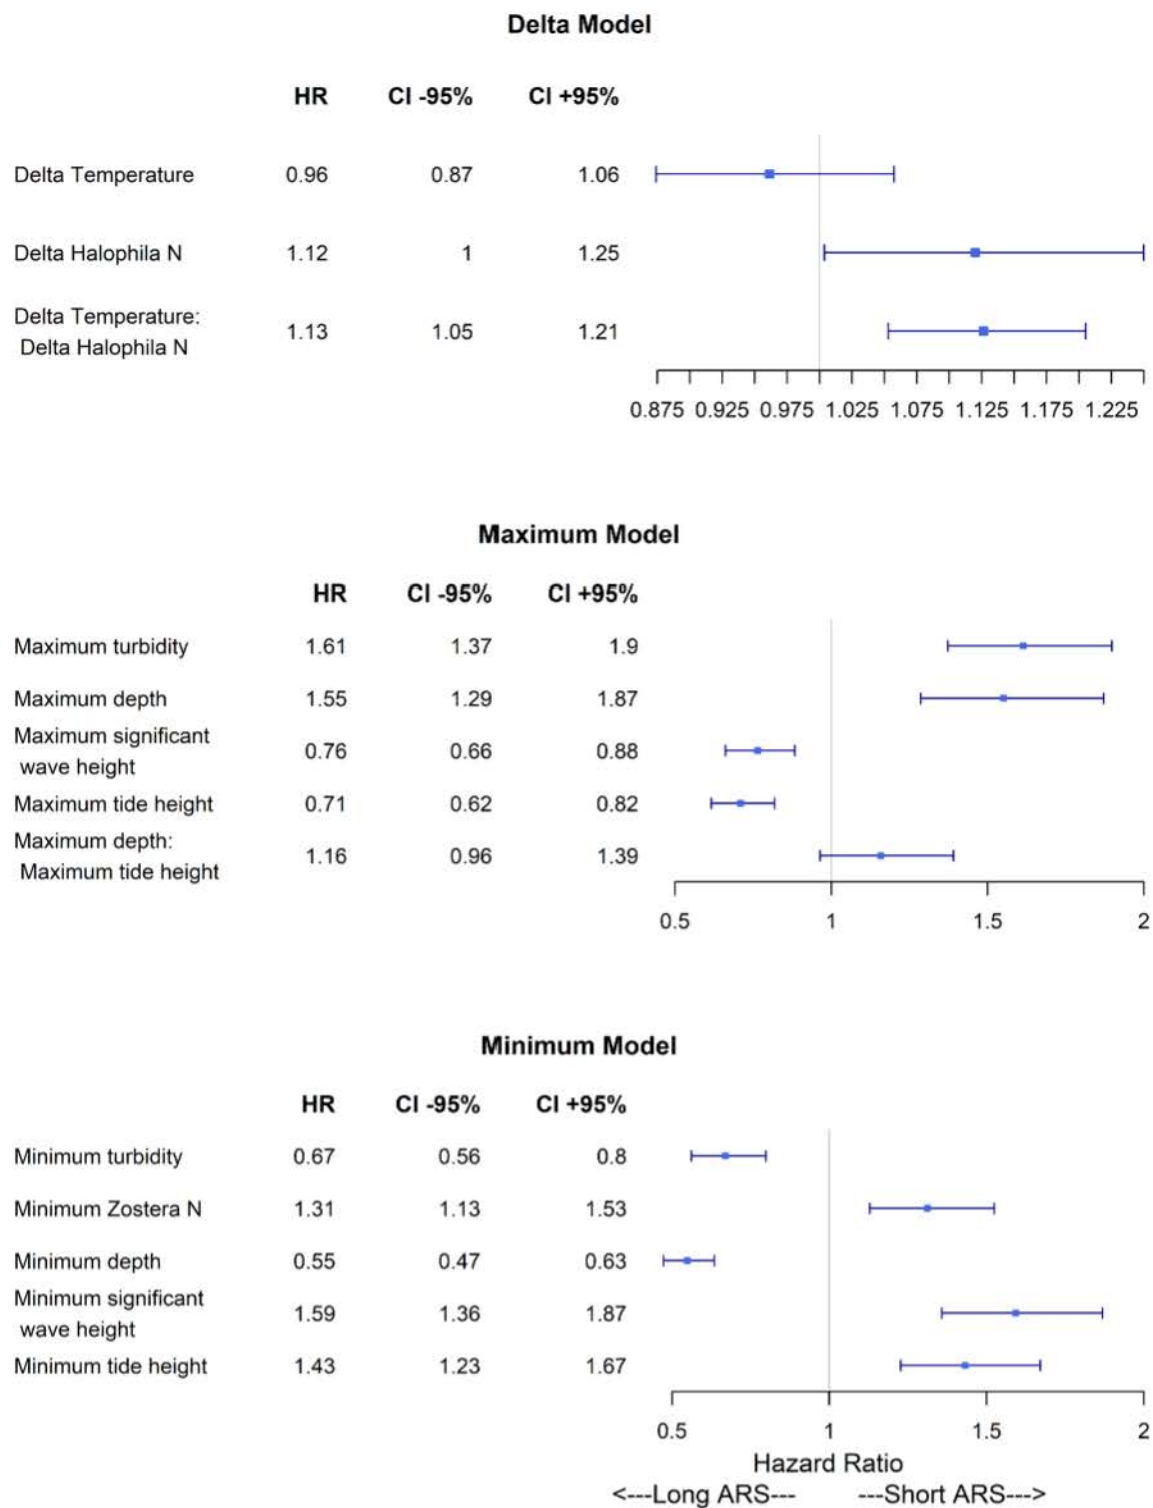 Delta Model
HR CI -95% CI +95%
Delta Temperature 0.96 0.87 1.06
Delta Halophila N 1.12 1 1.25
Delta Temperature:
Delta Halophila N 1.13 1.05 1.21
0.875 0.925 0.975 1.025 1.075 1.125 1.175 1.225
Maximum Model
HR CI -95% CI +95%
Maximum turbidity 1.61 1.37 1.9
Maximum depth 1.55 1.29 1.87
Maximum significant
wave height 0.76 0.66 0.88
Maximum tide height 0.71 0.62 0.82
Maximum depth:
Maximum tide height 1.16 0.96 1.39
0.5 1 1.5 2
Minimum Model
HR CI -95% CI +95%
Minimum turbidity 0.67 0.56 0.8
Minimum Zostera N 1.31 1.13 1.53
Minimum depth 0.55 0.47 0.63
Minimum significant
wave height 1.59 1.36 1.87
Minimum tide height 1.43 1.23 1.67
0.5 1 1.5 2
Hazard Ratio
<---Long ARS--- ---Short ARS--->